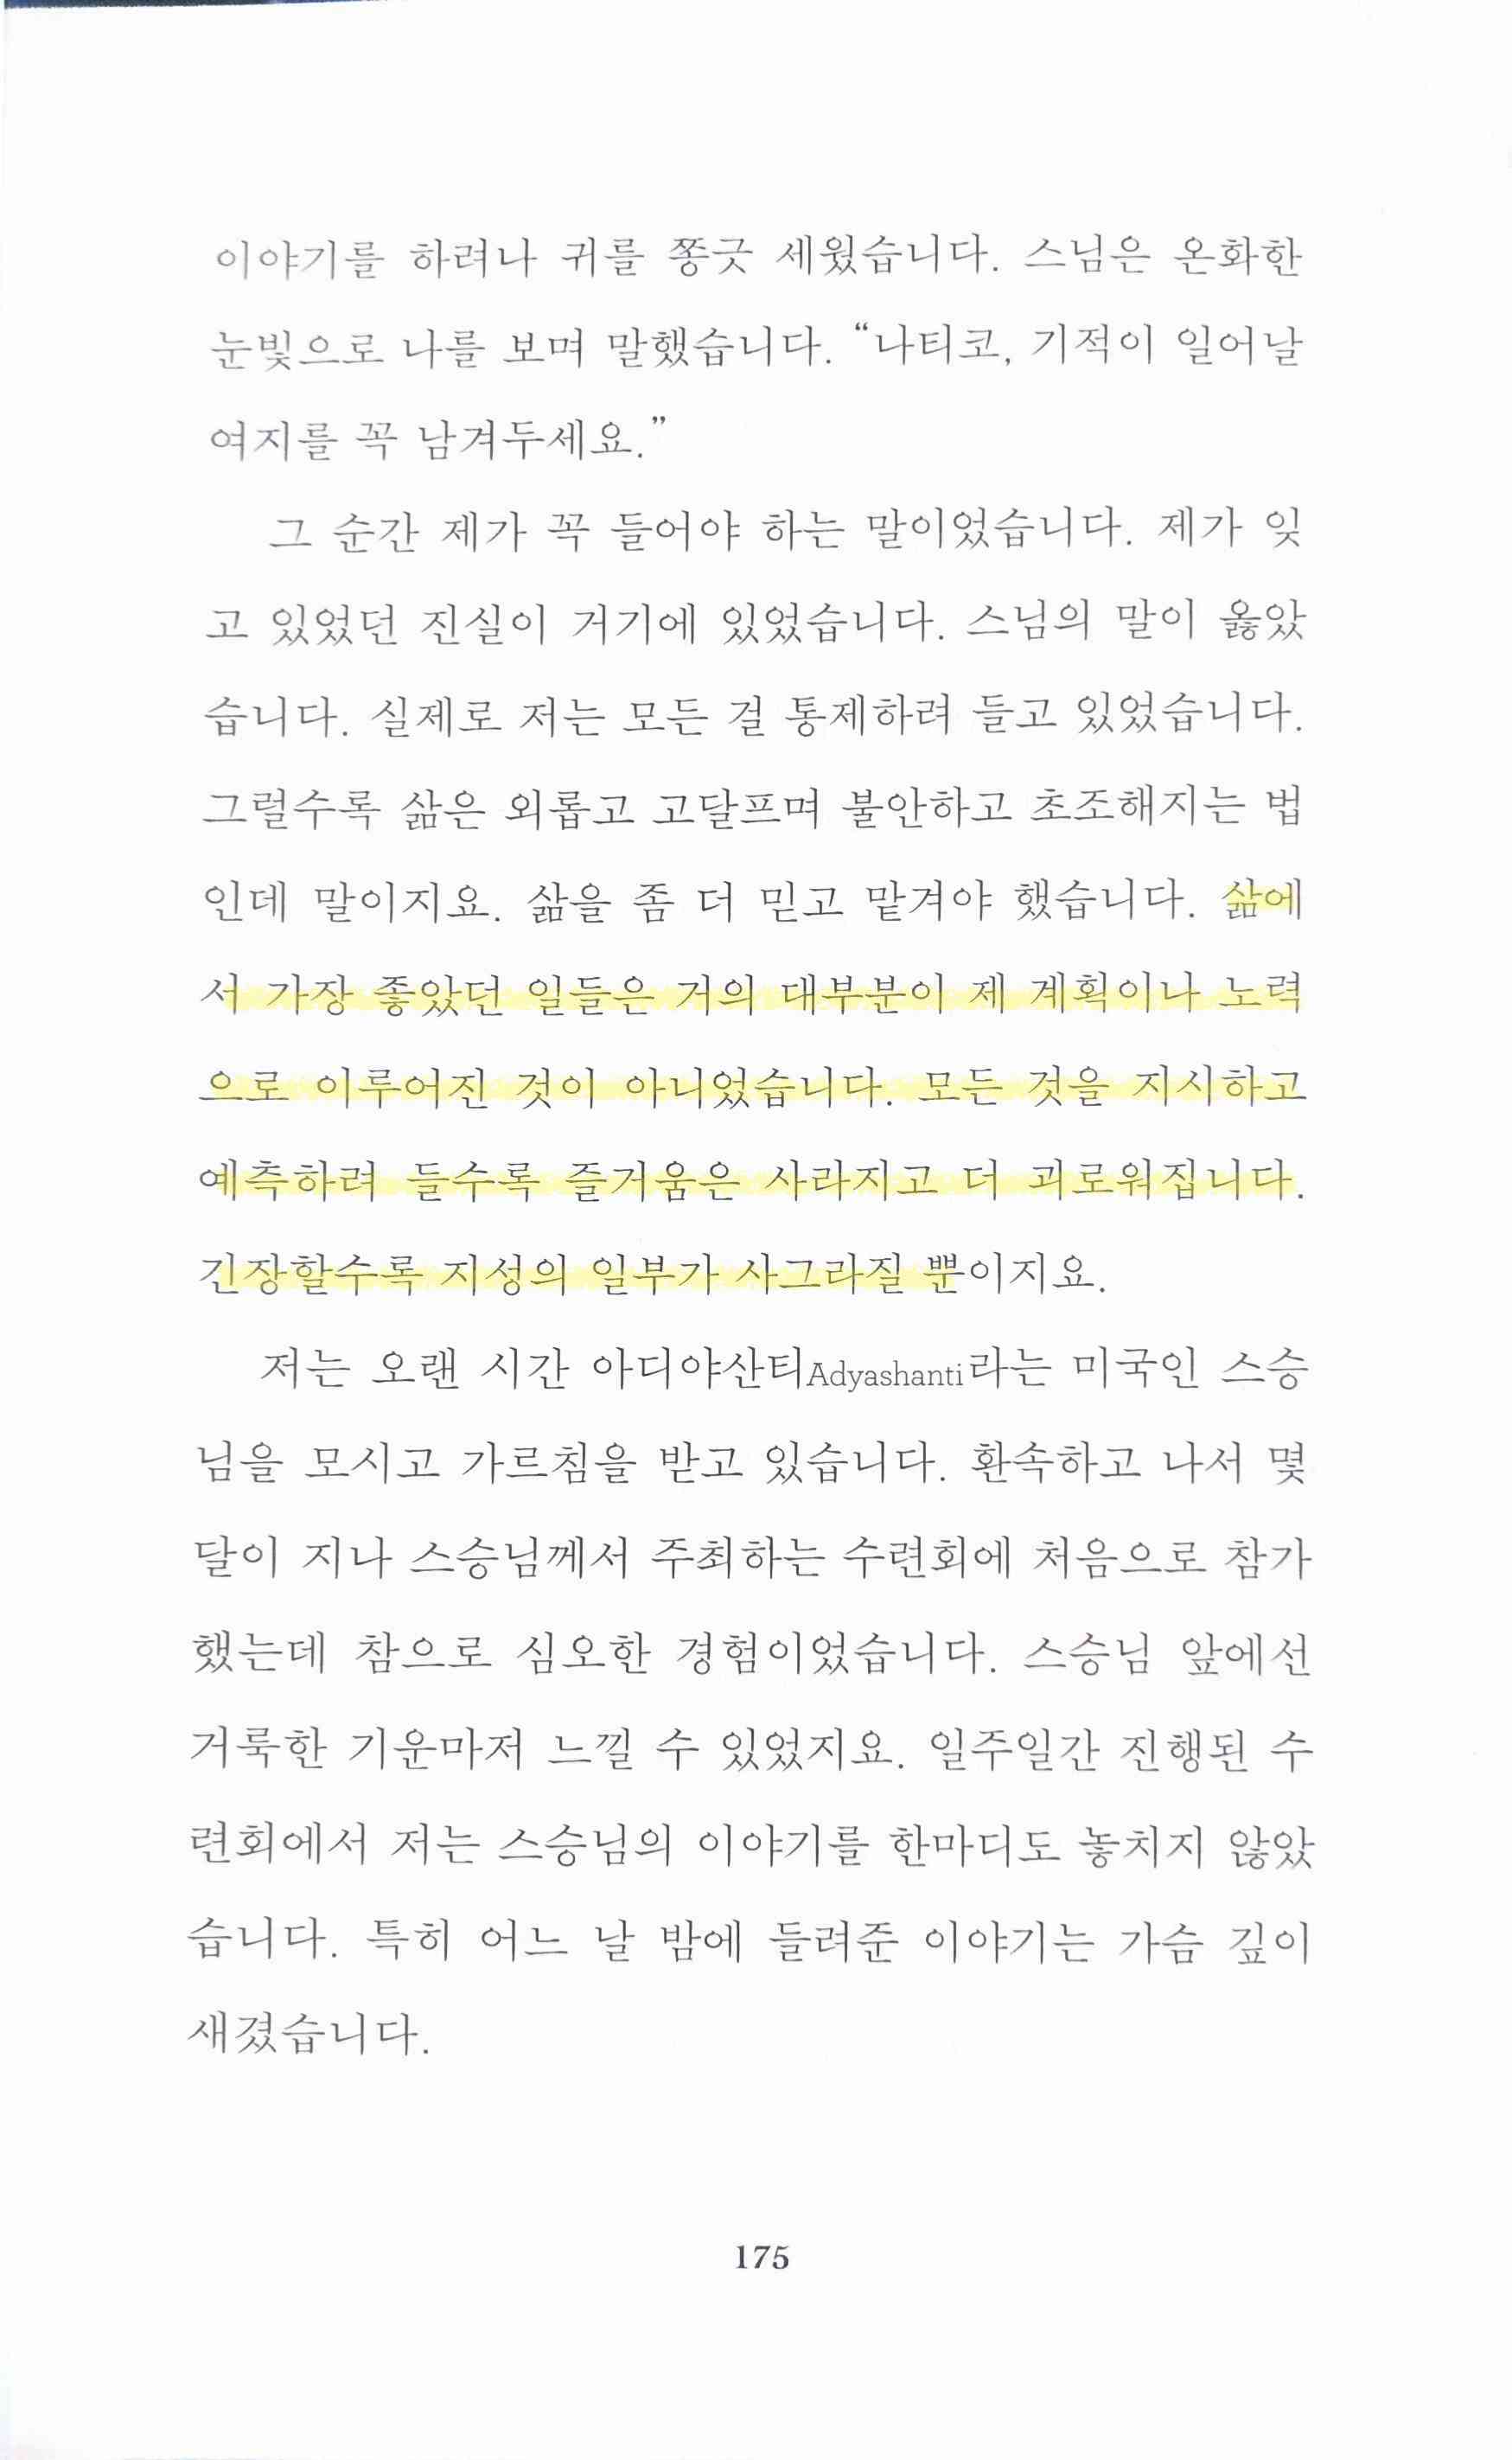 이야기를 하려나 귀를 쫑긋 세웠습니다. 스님은 온화한
눈빛으로 나를 보며 말했습니다. “나티코, 기적이 일어날
여지를 꼭 남겨두세요.”
그 순간 제가 꼭 들어야 하는 말이었습니다. 제가 잊
고 있었던 진실이 거기에 있었습니다. 스님의 말이 옳았
습니다. 실제로 저는 모든 걸 통제하려 들고 있었습니다.
그럴수록 삶은 외롭고 고달프며 불안하고 초조해지는 법
인데 말이지요. 삶을 좀 더 믿고 맡겨야 했습니다. 삶에
서 가장 좋았던 일들은 거의 대부분이 제 계획이나 노력
으로 이루어진 것이 아니었습니다. 모든 것을 지시하고
예측하려 들수록 즐거움은 사라지고 더 괴로워집니다.
긴장할수록 지성의 일부가 사그라질 뿐이지요.
저는 오랜 시간 아디야산티Adyashanti라는 미국인 스승
님을 모시고 가르침을 받고 있습니다. 환속하고 나서 몇
달이 지나 스승님께서 주최하는 수련회에 처음으로 참가
했는데 참으로 심오한 경험이었습니다. 스승님 앞에선
거룩한 기운마저 느낄 수 있었지요. 일주일간 진행된 수
련회에서 저는 스승님의 이야기를 한마디도 놓치지 않았
습니다. 특히 어느 날 밤에 들려준 이야기는 가슴 깊이
새겼습니다.
175